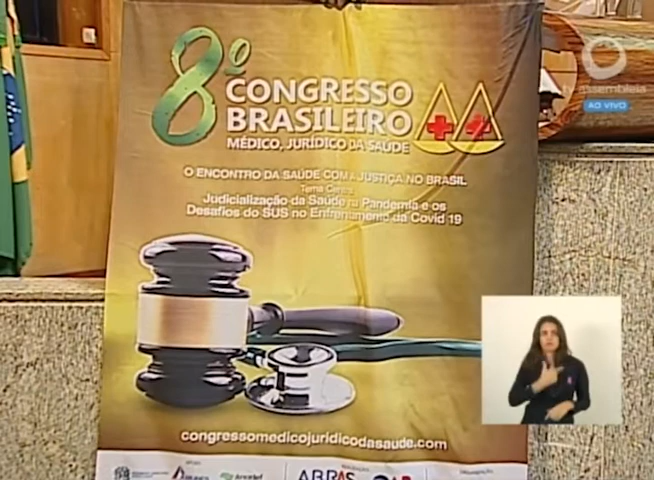 8º
CONGRESSO
BRASILEIRO
MÉDICO, JURÍDICO DA SAÚDE
O ENCONTRO DA SAÚDE COM A JUSTIÇA NO BRASIL
Tema Central
Judicialização da Saúde na Pandemia e os
Desafios do SUS no Enfrentamento da Covid 19
congressomedicojuridicodasaude.com
ABRAS
tvassembleia
AO VIVO